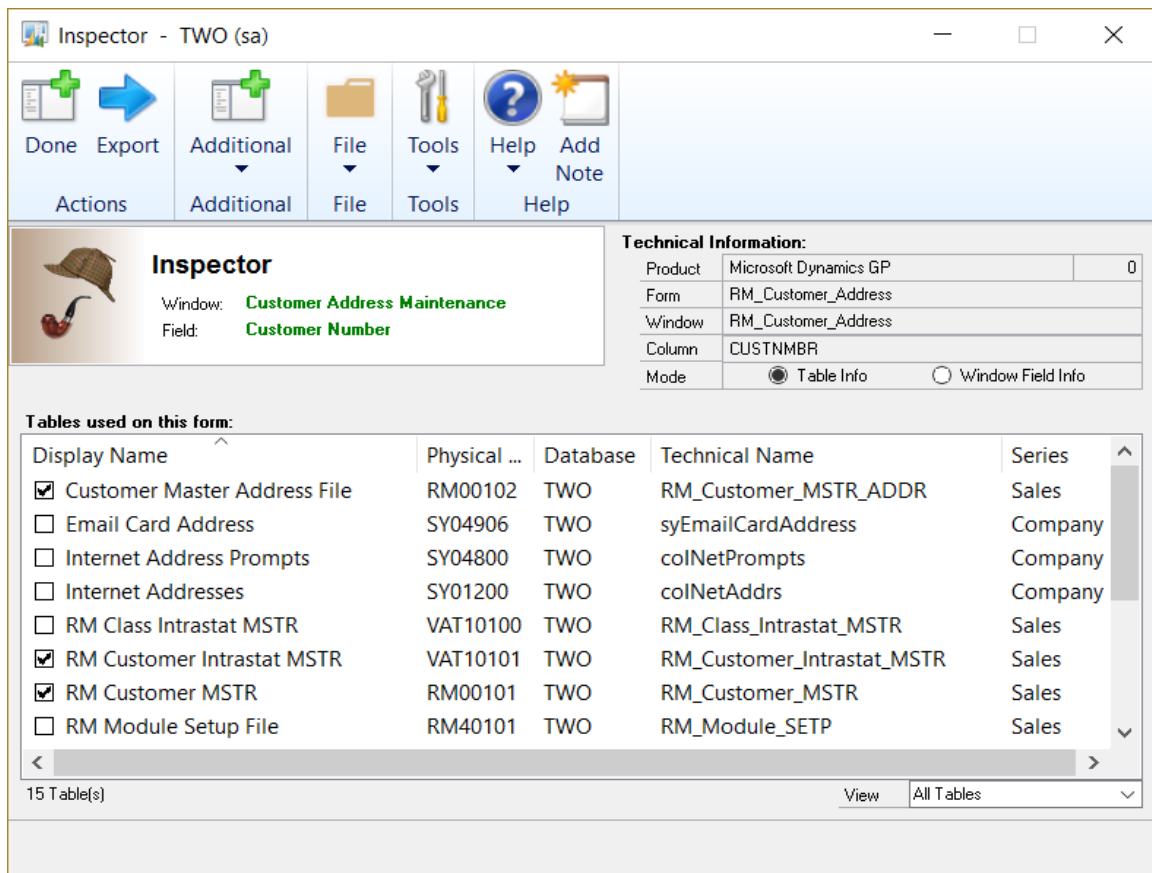 Inspector - TWO (sa)
Done Export Additional File Tools Help Add Note
Actions Additional File Tools Help
Inspector
Window: Customer Address Maintenance
Field: Customer Number
Technical Information:
Product Microsoft Dynamics GP 0
Form RM_Customer_Address
Window RM_Customer_Address
Column CUSTNMBR
Mode Table Info Window Field Info
Tables used on this form:
Display Name Physical ... Database Technical Name Series
Customer Master Address File RM00102 TWO RM_Customer_MSTR_ADDR Sales
Email Card Address SY04906 TWO syEmailCardAddress Company
Internet Address Prompts SY04800 TWO coINetPrompts Company
Internet Addresses SY01200 TWO coINetAddrs Company
RM Class Intrastat MSTR VAT10100 TWO RM_Class_Intrastat_MSTR Sales
RM Customer Intrastat MSTR VAT10101 TWO RM_Customer_Intrastat_MSTR Sales
RM Customer MSTR RM00101 TWO RM_Customer_MSTR Sales
RM Module Setup File RM40101 TWO RM_Module_SETP Sales
15 Table(s) View All Tables